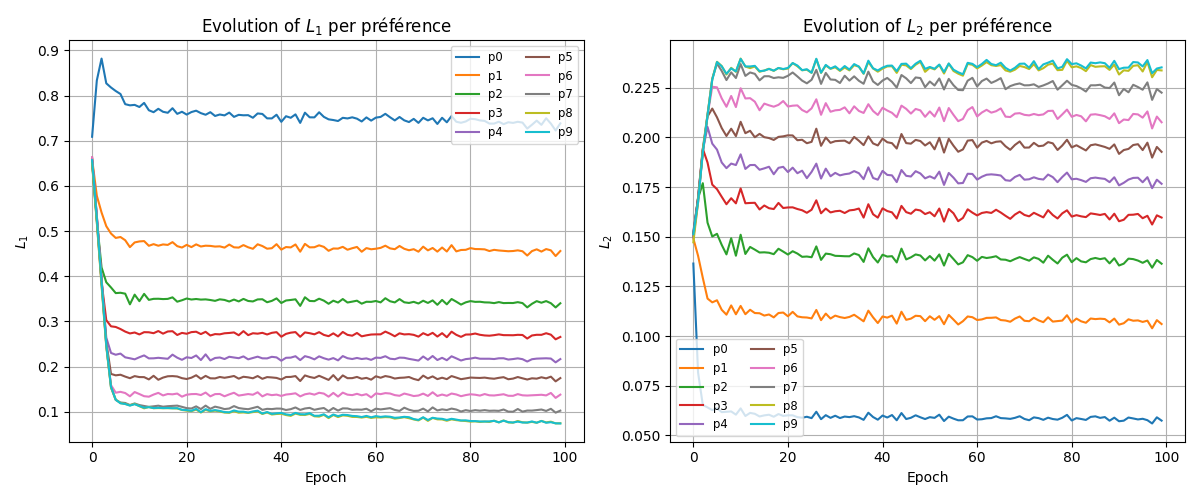 Evolution of L₁ per préférence
L₁
0.9
0.8
0.7
0.6
0.5
0.4
0.3
0.2
0.1
0 20 40 60 80 100
Epoch
p0 p5
p1 p6
p2 p7
p3 p8
p4 p9
Evolution of L₂ per préférence
L₂
0.225
0.200
0.175
0.150
0.125
0.100
0.075
0.050
0 20 40 60 80 100
Epoch
p0 p5
p1 p6
p2 p7
p3 p8
p4 p9